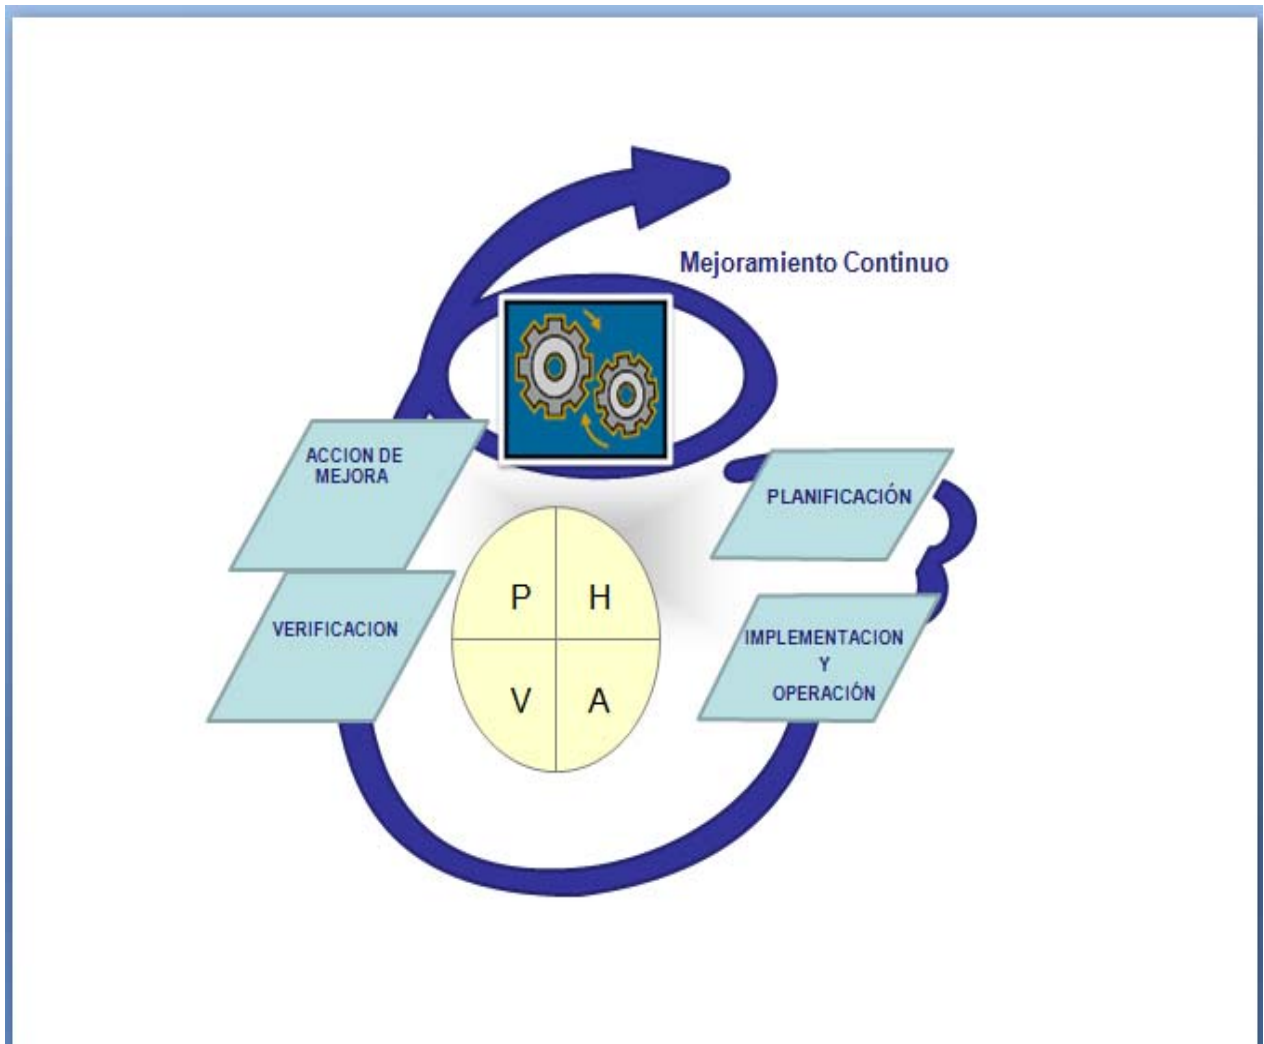 Mejoramiento Continuo
ACCION DE
MEJORA
PLANIFICACIÓN
VERIFICACION
P H
V A
IMPLEMENTACION
Y
OPERACIÓN